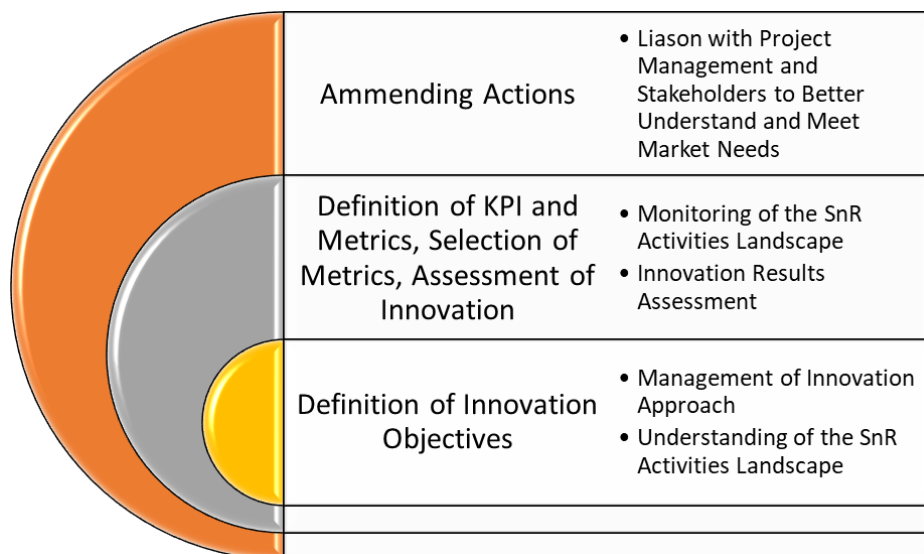 Ammending Actions
• Liason with Project
Management and
Stakeholders to Better
Understand and Meet
Market Needs
Definition of KPI and
Metrics, Selection of
Metrics, Assessment of
Innovation
• Monitoring of the SnR
Activities Landscape
• Innovation Results
Assessment
Definition of Innovation
Objectives
• Management of Innovation
Approach
• Understanding of the SnR
Activities Landscape